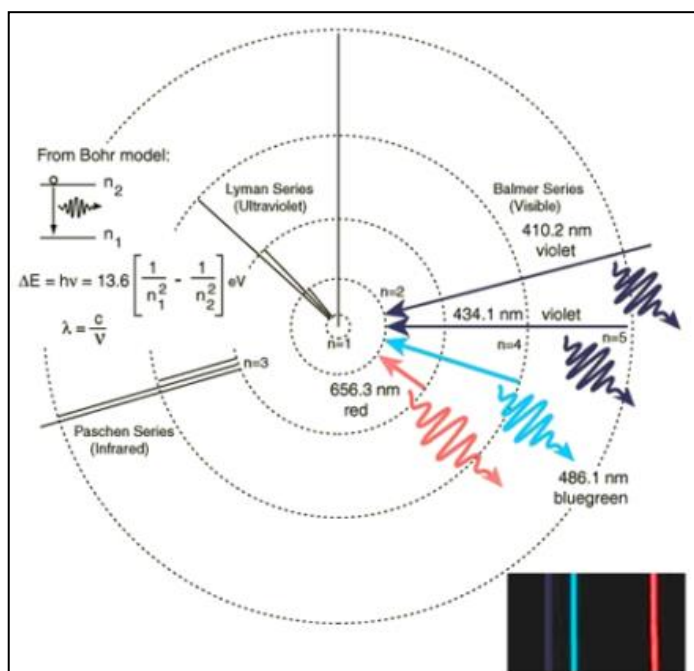 From Bohr model:
n2
n1
ΔE = hν = 13.6 [ 1/n1² - 1/n2² ] eV
λ = c/ν
Lyman Series
(Ultraviolet)
Balmer Series
(Visible)
410.2 nm
violet
n=2
434.1 nm violet
n=1
n=4
n=5
n=3
656.3 nm
red
Paschen Series
(Infrared)
486.1 nm
bluegreen